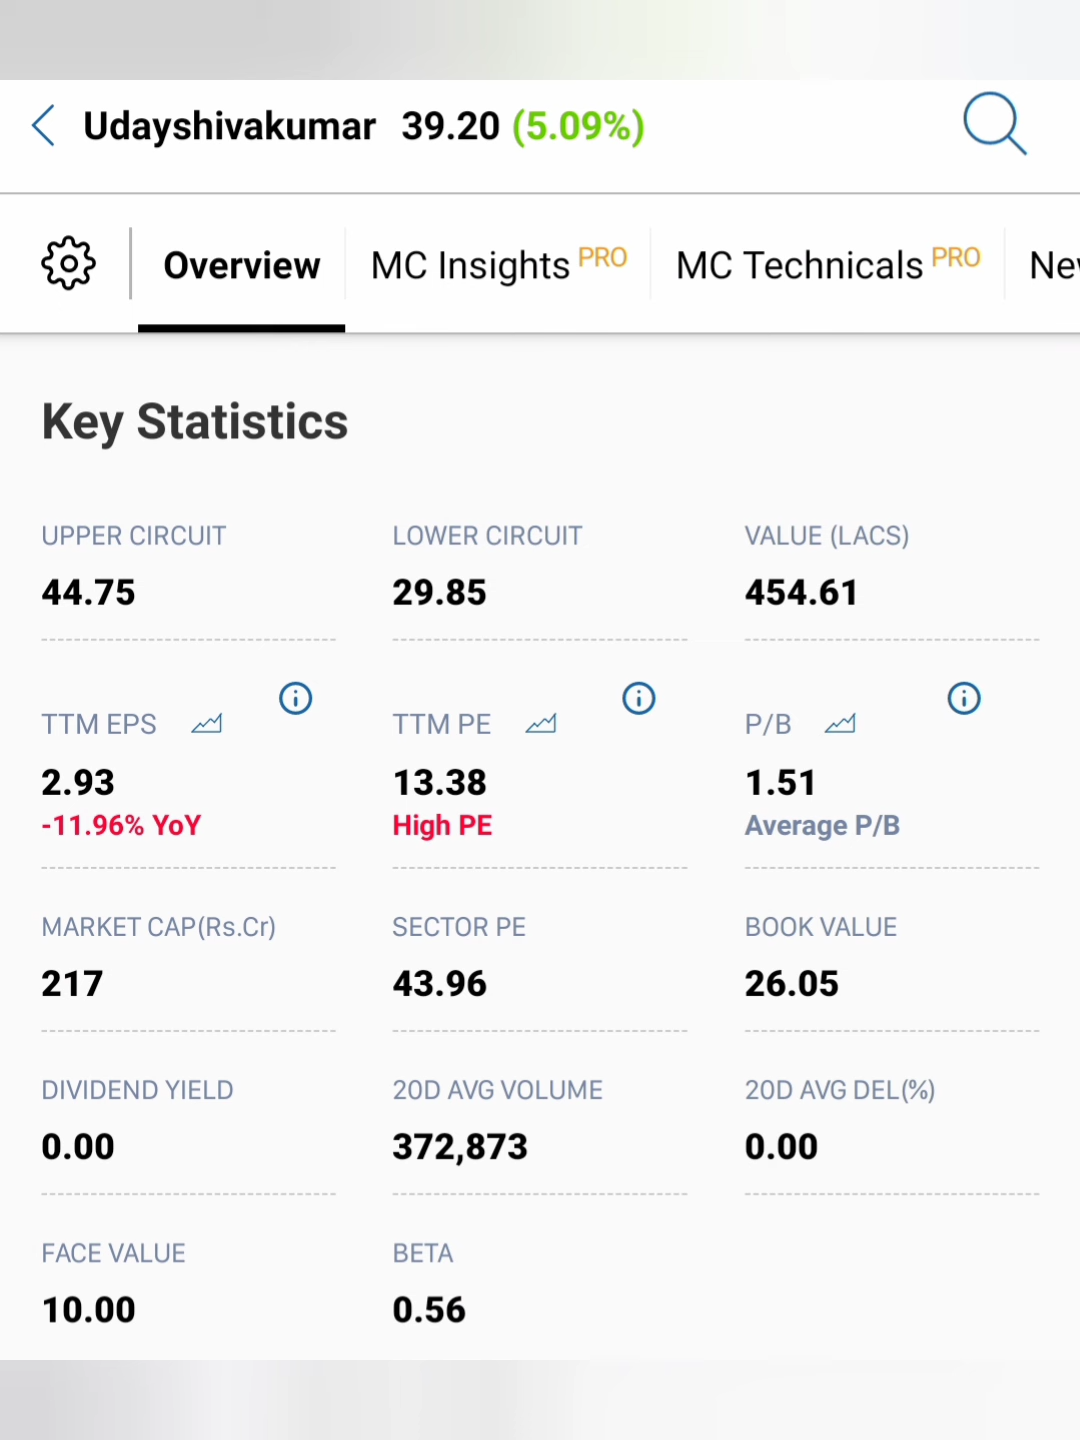 Udayshivakumar 39.20 (5.09%)
Overview MC Insights PRO MC Technicals PRO
Key Statistics
UPPER CIRCUIT LOWER CIRCUIT VALUE (LACS)
44.75 29.85 454.61
TTM EPS TTM PE P/B
2.93 13.38 1.51
-11.96% YoY High PE Average P/B
MARKET CAP(Rs.Cr) SECTOR PE BOOK VALUE
217 43.96 26.05
DIVIDEND YIELD 20D AVG VOLUME 20D AVG DEL(%)
0.00 372,873 0.00
FACE VALUE BETA
10.00 0.56